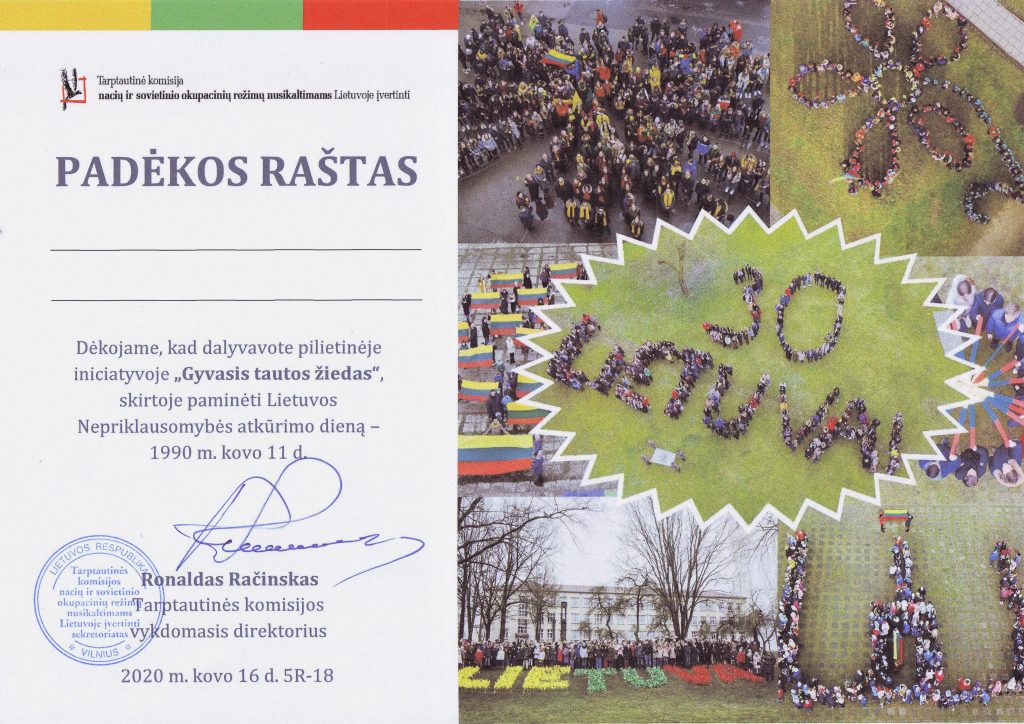 Tarptautinė komisija
nacių ir sovietinio okupacinių režimų nusikaltimams Lietuvoje įvertinti
PADĖKOS RAŠTAS
Dėkojame, kad dalyvavote pilietinėje
iniciatyvoje „Gyvasis tautos žiedas“,
skirtoje paminėti Lietuvos
Nepriklausomybės atkūrimo dieną –
1990 m. kovo 11 d.
LIETUVOS RESPUBLIKA
Tarptautinės
komisijos
nacių ir sovietinio
okupacinių režimų
nusikaltimams
Lietuvoje įvertinti
sekretoriatas
VILNIUS
Ronaldas Račinskas
Tarptautinės komisijos
vykdomasis direktorius
2020 m. kovo 16 d. 5R-18
30
LIETUVAI
LIETUVA